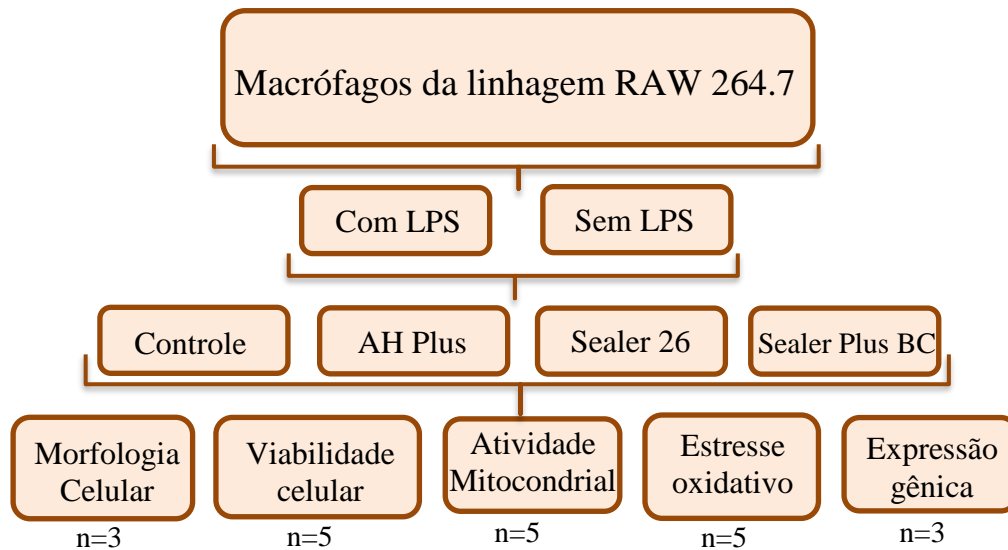 Macrófagos da linhagem RAW 264.7
Com LPS
Sem LPS
Controle
AH Plus
Sealer 26
Sealer Plus BC
Morfologia
Celular
Viabilidade
celular
Atividade
Mitocondrial
Estresse
oxidativo
Expressão
gênica
n=3
n=5
n=5
n=5
n=3